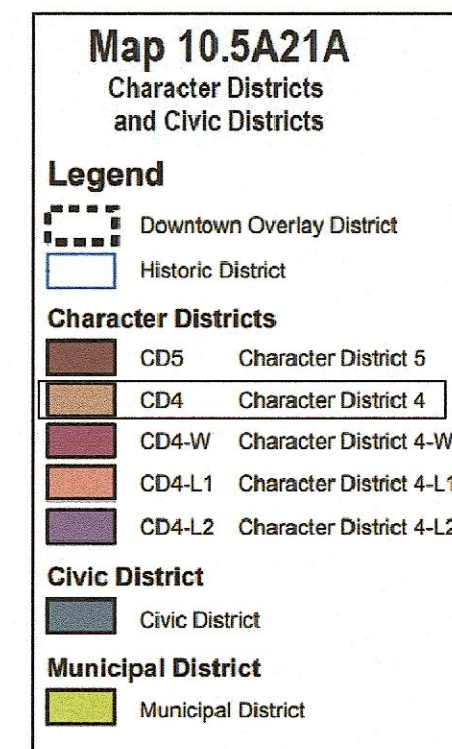 Map 10.5A21A
Character Districts
and Civic Districts
Legend
Downtown Overlay District
Historic District
Character Districts
CD5 Character District 5
CD4 Character District 4
CD4-W Character District 4-W
CD4-L1 Character District 4-L1
CD4-L2 Character District 4-L2
Civic District
Civic District
Municipal District
Municipal District